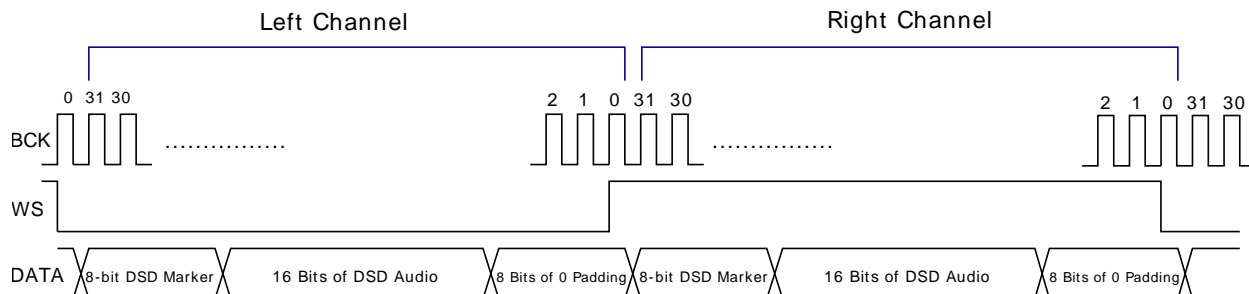 Left Channel
Right Channel
0 31 30
2 1 0 31 30
2 1 0 31 30
BCK
................
................
WS
DATA
8-bit DSD Marker
16 Bits of DSD Audio
8 Bits of 0 Padding
8-bit DSD Marker
16 Bits of DSD Audio
8 Bits of 0 Padding